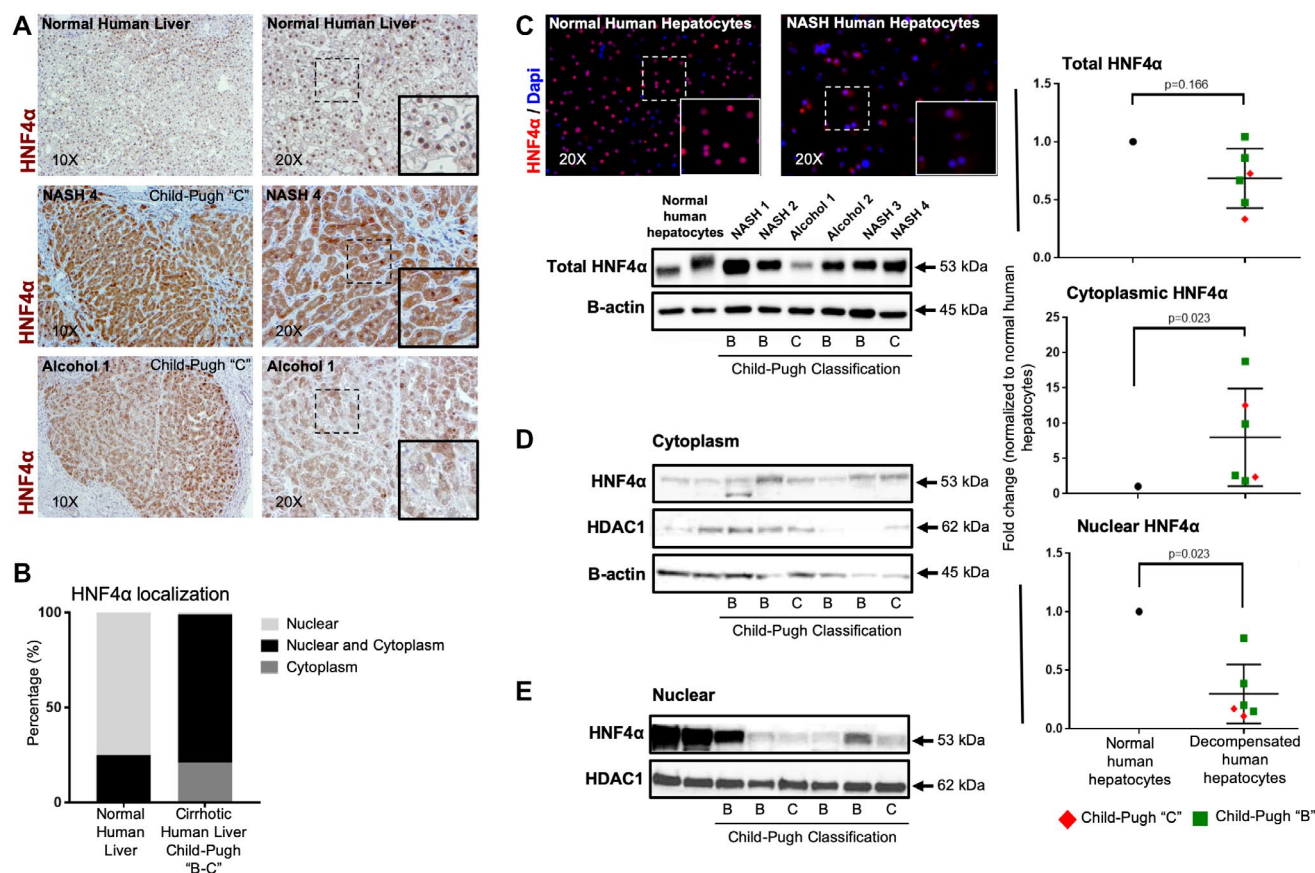 A
Normal Human Liver
Normal Human Liver
HNF4α
10X
20X
NASH 4
Child-Pugh “C”
NASH 4
HNF4α
10X
20X
Alcohol 1
Child-Pugh “C”
Alcohol 1
HNF4α
10X
20X
B
HNF4α localization
Percentage (%)
100
50
0
Nuclear
Nuclear and Cytoplasm
Cytoplasm
Normal
Human
Liver
Cirrhotic
Human Liver
Child-Pugh
“B-C”
C
Normal Human Hepatocytes
NASH Human Hepatocytes
HNF4α / Dapi
20X
20X
Normal
human
hepatocytes
NASH 1
NASH 2
Alcohol 1
Alcohol 2
NASH 3
NASH 4
Total HNF4α
53 kDa
B-actin
45 kDa
B B C B B C
Child-Pugh Classification
D
Cytoplasm
HNF4α
53 kDa
HDAC1
62 kDa
B-actin
45 kDa
B B C B B C
Child-Pugh Classification
E
Nuclear
HNF4α
53 kDa
HDAC1
62 kDa
B B C B B C
Child-Pugh Classification
Fold change (normalized to normal human
hepatocytes)
Total HNF4α
p=0.166
1.5
1.0
0.5
0.0
Cytoplasmic HNF4α
p=0.023
25
20
15
10
5
0
Nuclear HNF4α
p=0.023
1.5
1.0
0.5
0.0
Normal
human
hepatocytes
Decompensated
human
hepatocytes
Child-Pugh “C”
Child-Pugh “B”